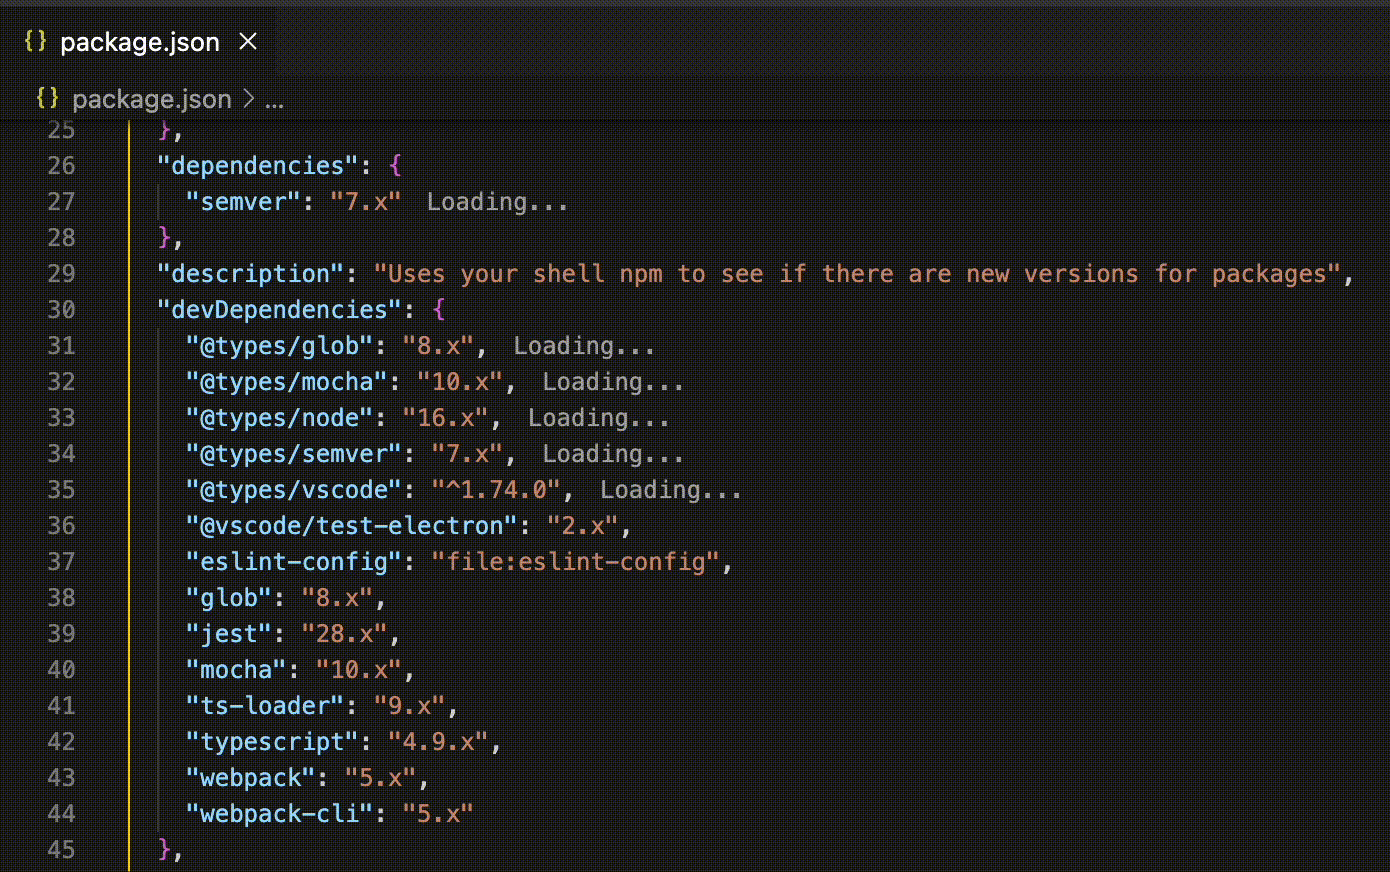 {} package.json ×
{} package.json > ...
25 },
26 "dependencies": {
27 "semver": "7.x" Loading...
28 },
29 "description": "Uses your shell npm to see if there are new versions for packages",
30 "devDependencies": {
31 "@types/glob": "8.x", Loading...
32 "@types/mocha": "10.x", Loading...
33 "@types/node": "16.x", Loading...
34 "@types/semver": "7.x", Loading...
35 "@types/vscode": "^1.74.0", Loading...
36 "@vscode/test-electron": "2.x",
37 "eslint-config": "file:eslint-config",
38 "glob": "8.x",
39 "jest": "28.x",
40 "mocha": "10.x",
41 "ts-loader": "9.x",
42 "typescript": "4.9.x",
43 "webpack": "5.x",
44 "webpack-cli": "5.x"
45 },